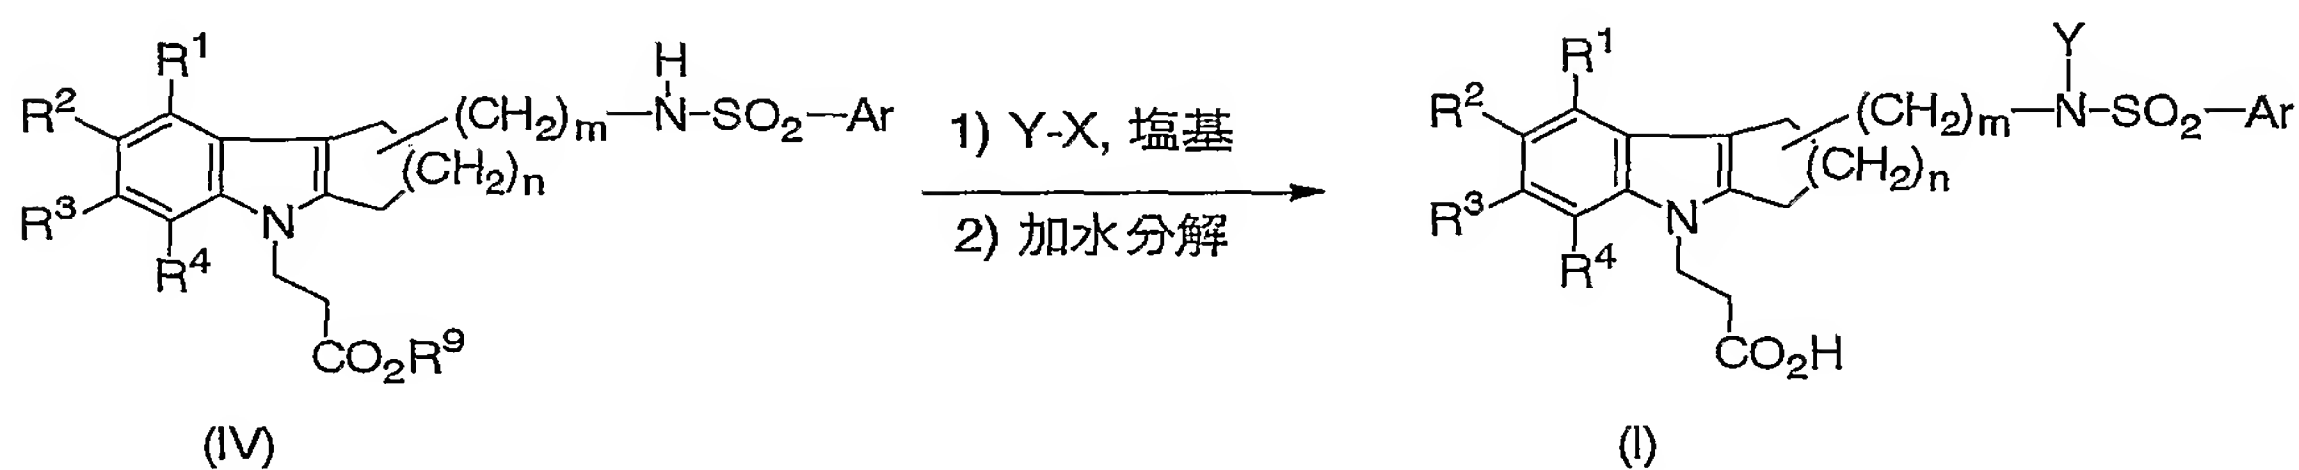 R¹
R²
R³
R⁴
N
(CH₂)ₘ
H
N-SO₂-Ar
(CH₂)ₙ
CO₂R⁹
(IV)
1) Y-X, 塩基
2) 加水分解
R¹
R²
R³
R⁴
N
(CH₂)ₘ
Y
N-SO₂-Ar
(CH₂)ₙ
CO₂H
(I)